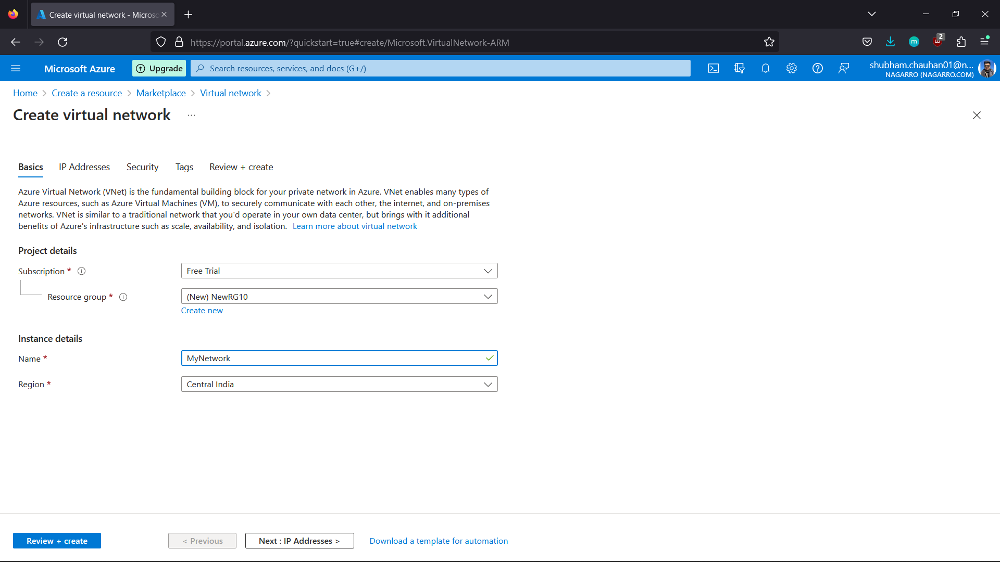 Create virtual network - Microso
https://portal.azure.com/?quickstart=true#create/Microsoft.VirtualNetwork-ARM
m
2
Microsoft Azure
Upgrade
Search resources, services, and docs (G+/)
shubham.chauhan01@n...
NAGARRO (NAGARRO.COM)
Home > Create a resource > Marketplace > Virtual network >
Create virtual network ...
Basics IP Addresses Security Tags Review + create
Azure Virtual Network (VNet) is the fundamental building block for your private network in Azure. VNet enables many types of
Azure resources, such as Azure Virtual Machines (VM), to securely communicate with each other, the internet, and on-premises
networks. VNet is similar to a traditional network that you'd operate in your own data center, but brings with it additional
benefits of Azure's infrastructure such as scale, availability, and isolation. Learn more about virtual network
Project details
Subscription * Free Trial
Resource group * (New) NewRG10
Create new
Instance details
Name * MyNetwork
Region * Central India
Review + create < Previous Next : IP Addresses > Download a template for automation